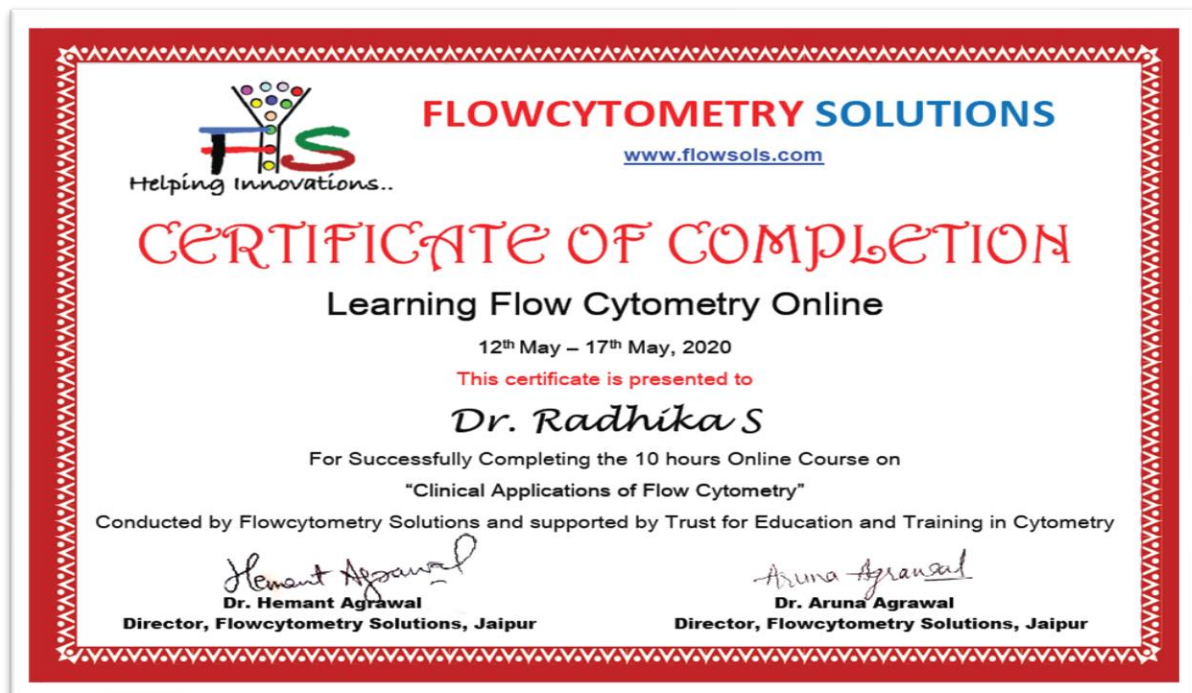 FLOWCYTOMETRY SOLUTIONS
www.flowsols.com
FS
Helping Innovations..
CERTIFICATE OF COMPLETION
Learning Flow Cytometry Online
12th May – 17th May, 2020
This certificate is presented to
Dr. Radhika S
For Successfully Completing the 10 hours Online Course on
“Clinical Applications of Flow Cytometry”
Conducted by Flowcytometry Solutions and supported by Trust for Education and Training in Cytometry
Hemant Agrawal
Aruna Agrawal
Dr. Hemant Agrawal
Dr. Aruna Agrawal
Director, Flowcytometry Solutions, Jaipur
Director, Flowcytometry Solutions, Jaipur